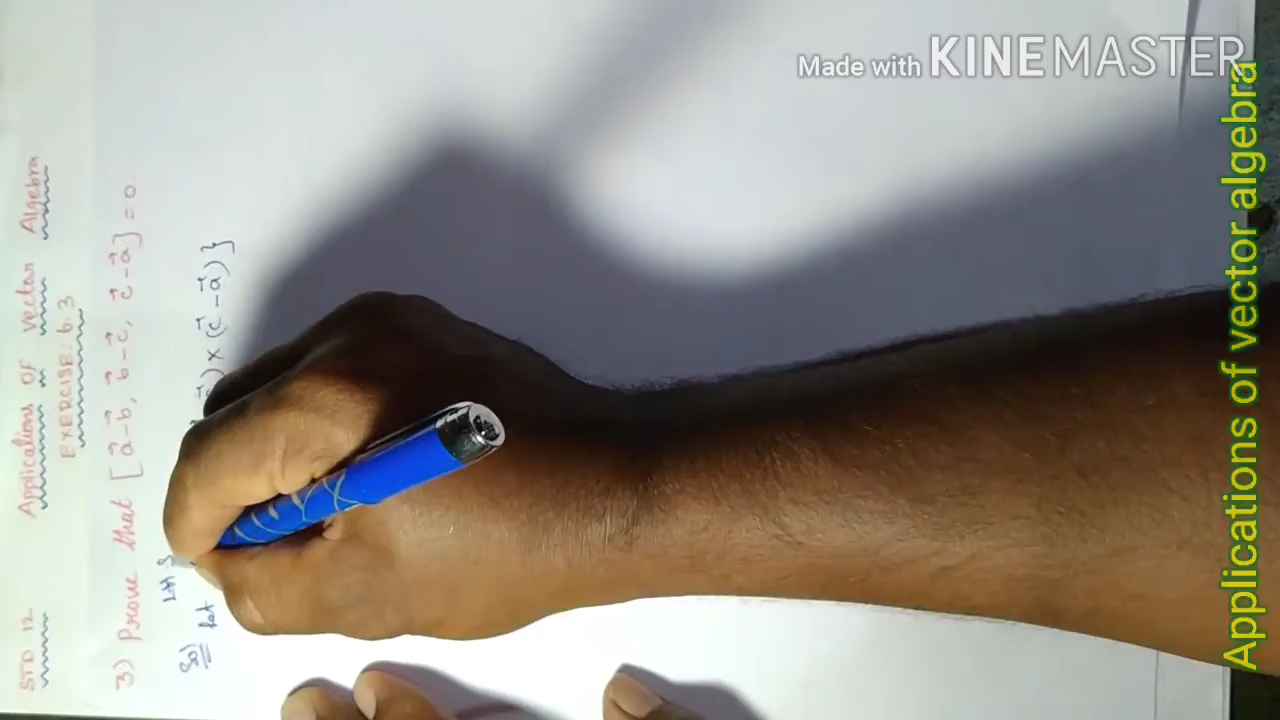 STD 12 Applications OF vector Algebra
EXERCISE: 6.3
3) Prove that [a⃗-b⃗, b⃗-c⃗, c⃗-a⃗] = 0
LHS
Sol Let ) × (c⃗ - a⃗) }
Made with KINEMASTER
Applications of vector algebra